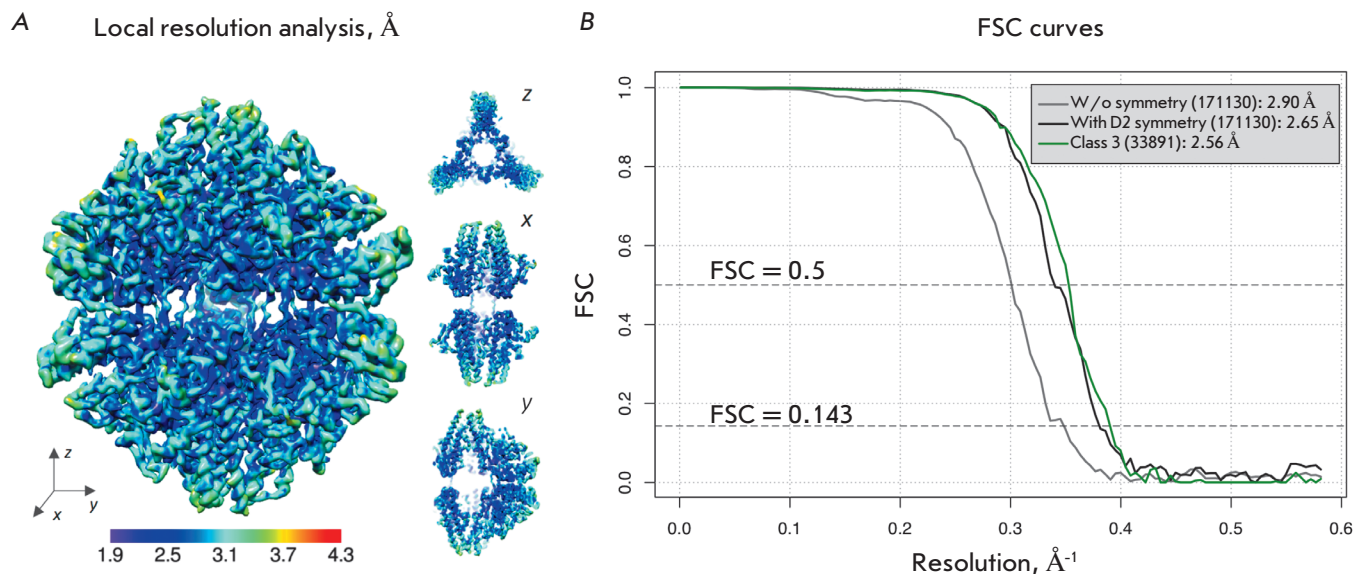 A
Local resolution analysis, Å
z
x
y
z
y
x
1.9 2.5 3.1 3.7 4.3
B
FSC curves
W/o symmetry (171130): 2.90 Å
With D2 symmetry (171130): 2.65 Å
Class 3 (33891): 2.56 Å
FSC = 0.5
FSC = 0.143
FSC
1.0
0.8
0.6
0.4
0.2
0.0
0.0 0.1 0.2 0.3 0.4 0.5 0.6
Resolution, Å⁻¹